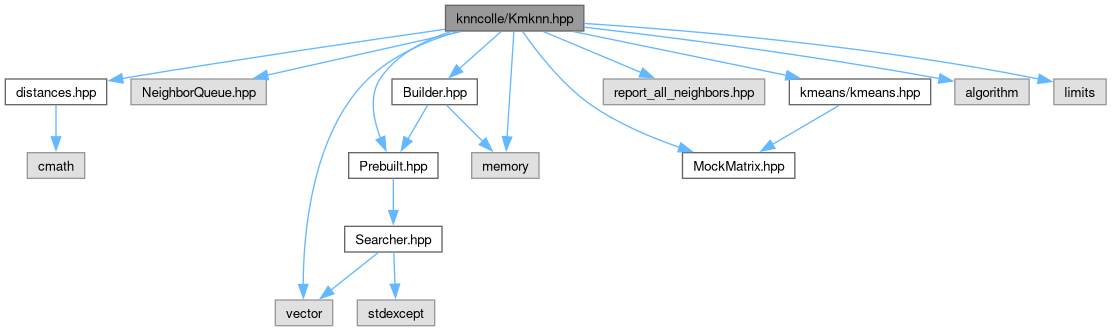 knncolle/Kmknn.hpp
distances.hpp
NeighborQueue.hpp
Builder.hpp
report_all_neighbors.hpp
kmeans/kmeans.hpp
algorithm
limits
cmath
Prebuilt.hpp
memory
MockMatrix.hpp
Searcher.hpp
vector
stdexcept